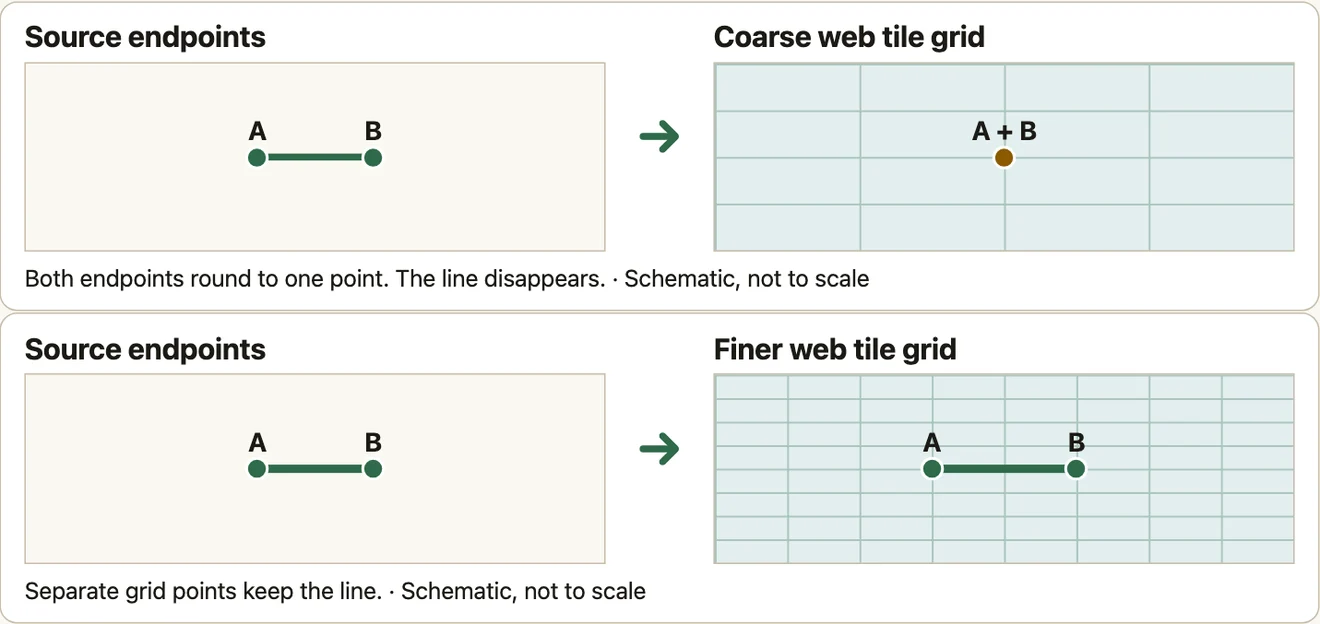 Source endpoints
Coarse web tile grid
A
B
A + B
Both endpoints round to one point. The line disappears. · Schematic, not to scale
Source endpoints
Finer web tile grid
A
B
A
B
Separate grid points keep the line. · Schematic, not to scale